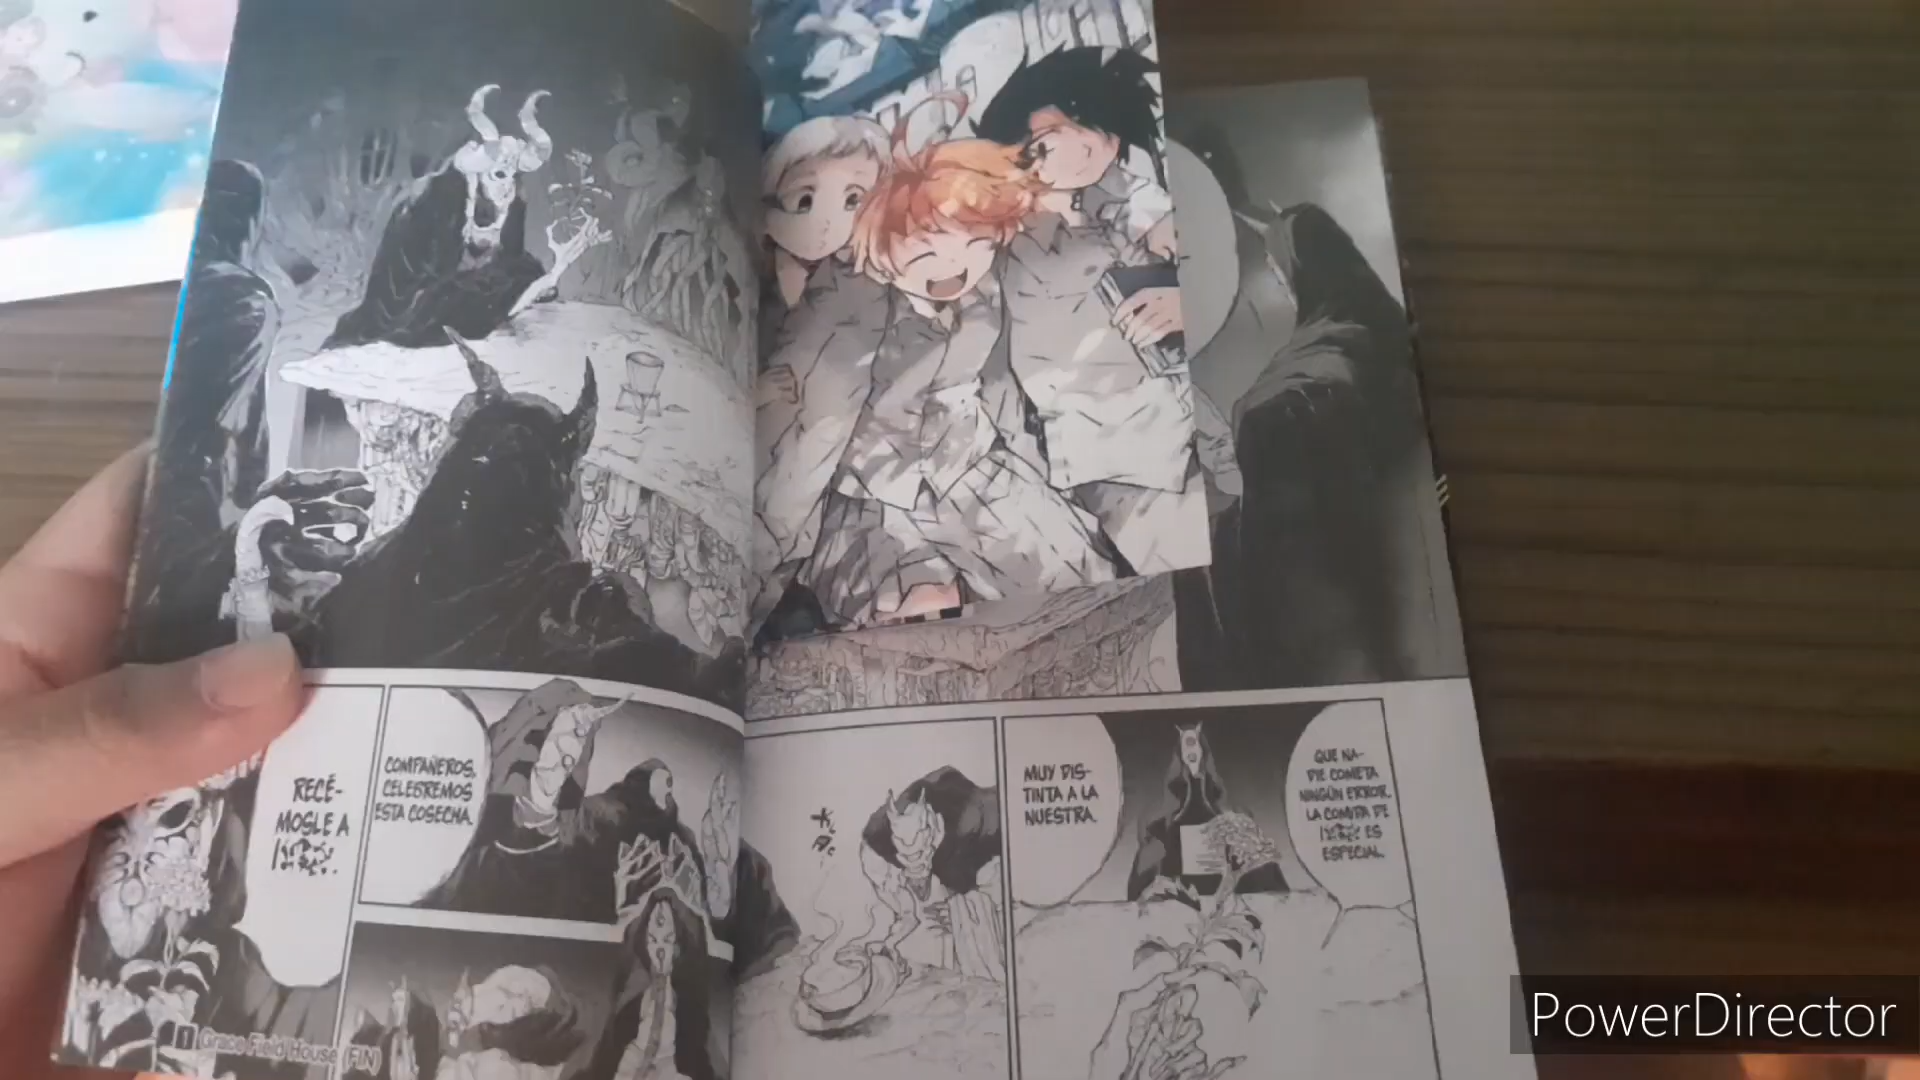 QUE NA-
DIE COMETA
NINGÚN ERROR.
LA COMIDA DE
ES
ESPECIAL.
MUY DIS-
TINTA A LA
NUESTRA.
COMPAÑEROS,
CELEBREMOS
ESTA COSECHA.
RECÉ-
MOSLE A
1 Grace Field House (FIN)
PowerDirector